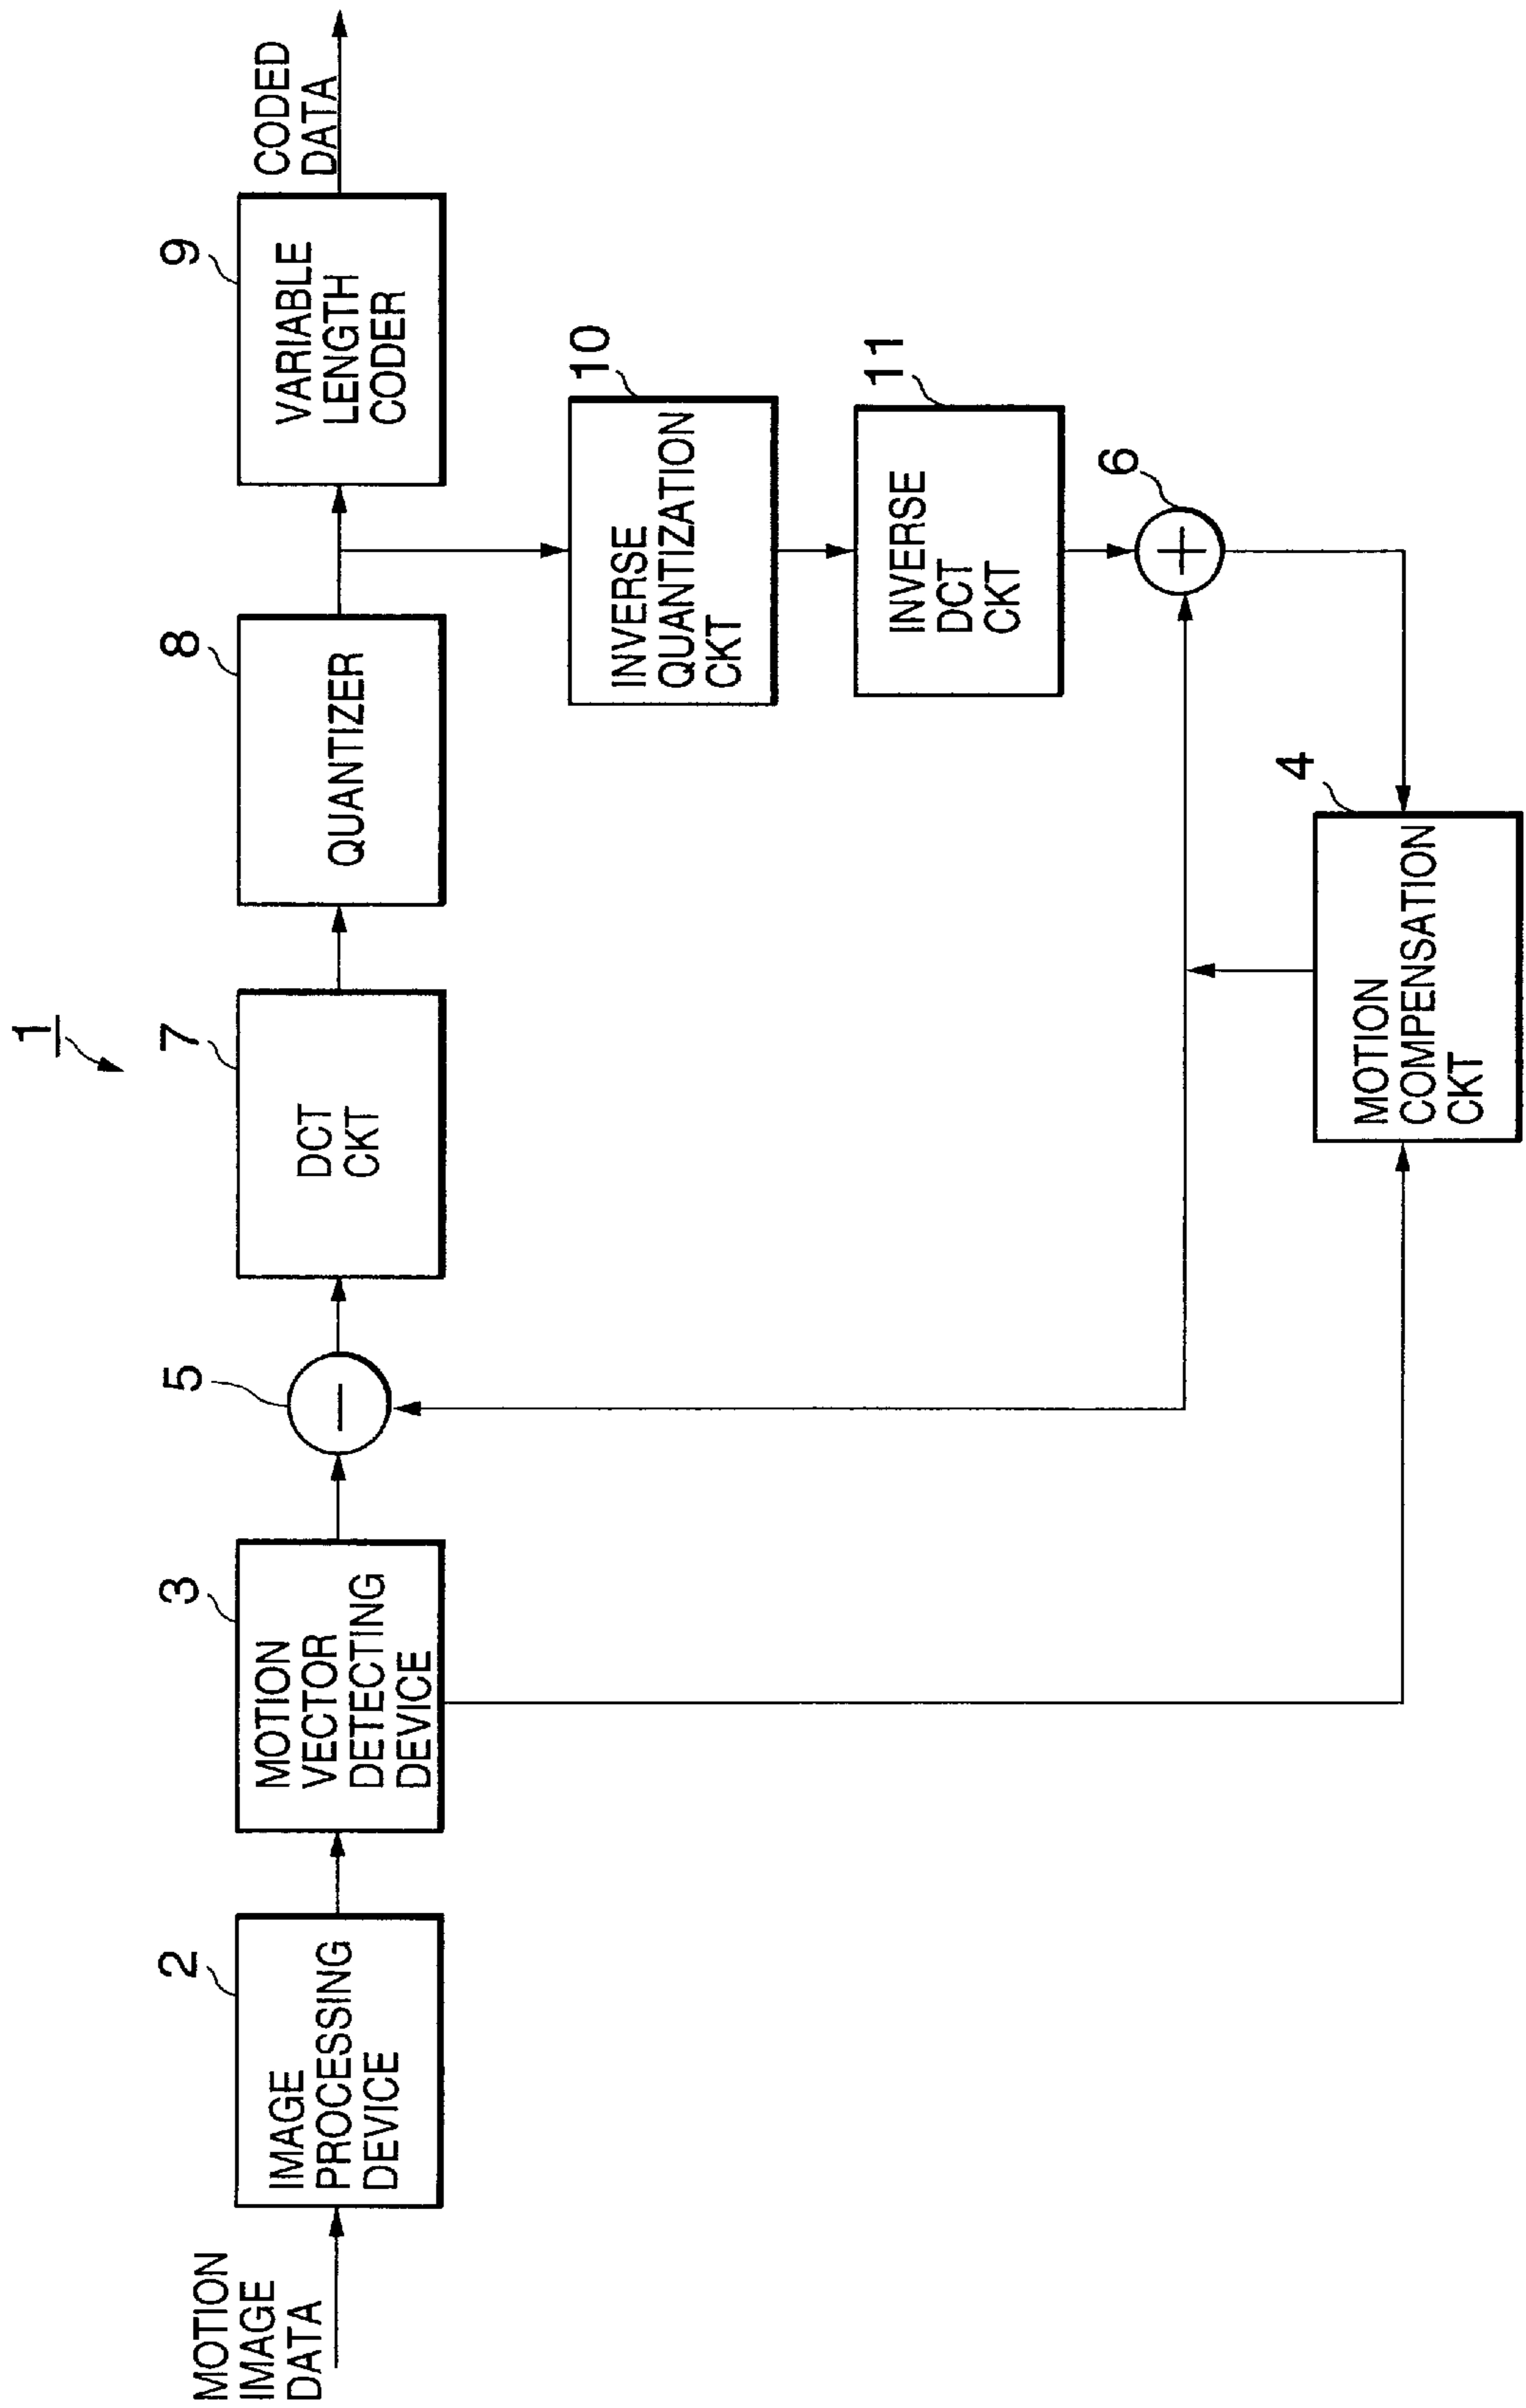 1
MOTION
IMAGE
DATA
2
IMAGE
PROCESSING
DEVICE
3
MOTION
VECTOR
DETECTING
DEVICE
5
−
7
DCT
CKT
8
QUANTIZER
9
VARIABLE
LENGTH
CODER
CODED
DATA
10
INVERSE
QUANTIZATION
CKT
11
INVERSE
DCT
CKT
6
+
4
MOTION
COMPENSATION
CKT